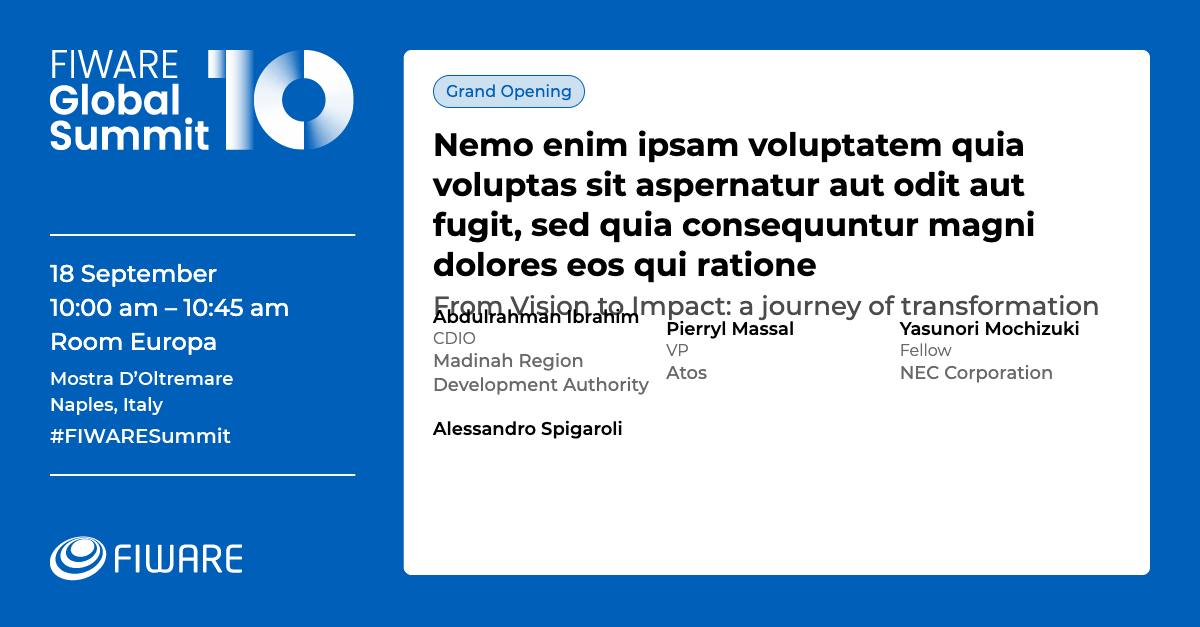 FIWARE
Global
Summit
10
18 September
10:00 am – 10:45 am
Room Europa
Mostra D’Oltremare
Naples, Italy
#FIWARESummit
FIWARE
Grand Opening
Nemo enim ipsam voluptatem quia
voluptas sit aspernatur aut odit aut
fugit, sed quia consequuntur magni
dolores eos qui ratione
From Vision to Impact: a journey of transformation
Abdulrahman Ibrahim
CDIO
Madinah Region
Development Authority
Pierryl Massal
VP
Atos
Yasunori Mochizuki
Fellow
NEC Corporation
Alessandro Spigaroli